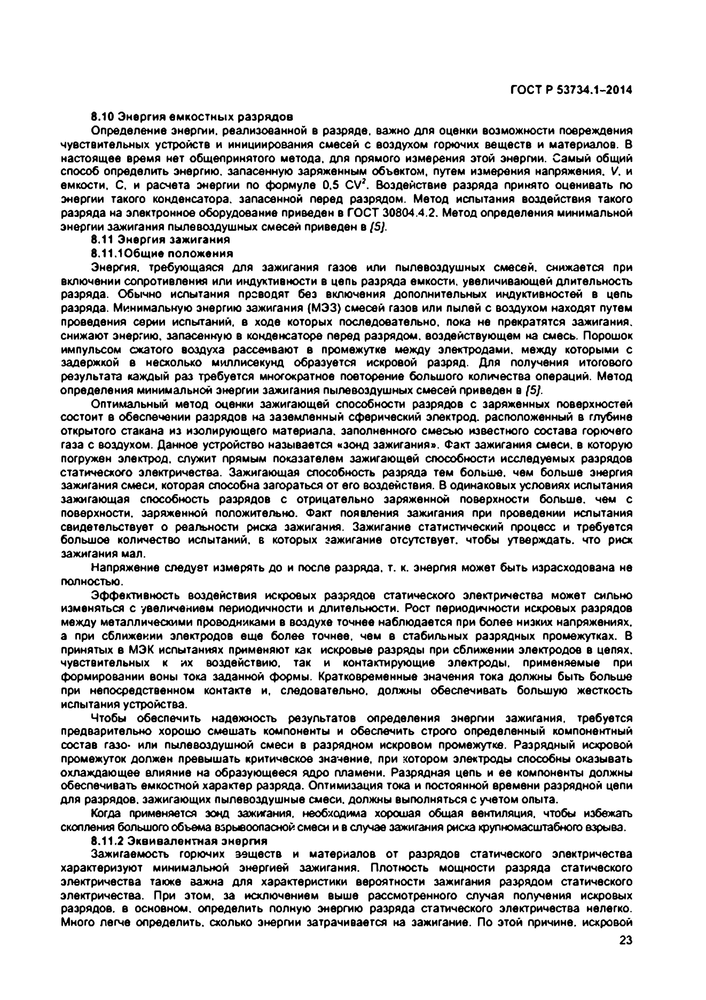 ГОСТ Р 53734.1–2014
8.10 Энергия емкостных разрядов
Определение энергии, реализованной в разряде, важно для оценки возможности повреждения
чувствительных устройств и инициирования смесей с воздухом горючих веществ и материалов. В
настоящее время нет общепринятого метода, для прямого измерения этой энергии. Самый общий
способ определить энергию, запасенную заряженным объектом, путем измерения напряжения, V, и
емкости, С, и расчета энергии по формуле 0,5 CV². Воздействие разряда принято оценивать по
энергии такого конденсатора, запасенной перед разрядом. Метод испытания воздействия такого
разряда на электронное оборудование приведен в ГОСТ 30804.4.2. Метод определения минимальной
энергии зажигания пылевоздушных смесей приведен в [5].
8.11 Энергия зажигания
8.11.1Общие положения
Энергия, требующаяся для зажигания газов или пылевоздушных смесей, снижается при
включении сопротивления или индуктивности в цепь разряда емкости, увеличивающей длительность
разряда. Обычно испытания проводят без включения дополнительных индуктивностей в цепь
разряда. Минимальную энергию зажигания (МЭЗ) смесей газов или пылей с воздухом находят путем
проведения серии испытаний, в ходе которых последовательно, пока не прекратятся зажигания,
снижают энергию, запасенную в конденсаторе перед разрядом, воздействующем на смесь. Порошок
импульсом сжатого воздуха рассеивают в промежутке между электродами, между которыми с
задержкой в несколько миллисекунд образуется искровой разряд. Для получения итогового
результата каждый раз требуется многократное повторение большого количества операций. Метод
определения минимальной энергии зажигания пылевоздушных смесей приведен в [5].
Оптимальный метод оценки зажигающей способности разрядов с заряженных поверхностей
состоит в обеспечении разрядов на заземленный сферический электрод, расположенный в глубине
открытого стакана из изолирующего материала, заполненного смесью известного состава горючего
газа с воздухом. Данное устройство называется «зонд зажигания». Факт зажигания смеси, в которую
погружен электрод, служит прямым показателем зажигающей способности исследуемых разрядов
статического электричества. Зажигающая способность разряда тем больше, чем больше энергия
зажигания смеси, которая способна загораться от его воздействия. В одинаковых условиях испытания
зажигающая способность разрядов с отрицательно заряженной поверхности больше, чем с
поверхности, заряженной положительно. Факт появления зажигания при проведении испытания
свидетельствует о реальности риска зажигания. Зажигание статистический процесс и требуется
большое количество испытаний, в которых зажигание отсутствует, чтобы утверждать, что риск
зажигания мал.
Напряжение следует измерять до и после разряда, т. к. энергия может быть израсходована не
полностью.
Эффективность воздействия искровых разрядов статического электричества может сильно
изменяться с увеличением периодичности и длительности. Рост периодичности искровых разрядов
между металлическими проводниками в воздухе точнее наблюдается при более низких напряжениях,
а при сближении электродов еще более точнее, чем в стабильных разрядных промежутках. В
принятых в МЭК испытаниях применяют как искровые разряды при сближении электродов в цепях,
чувствительных к их воздействию, так и контактирующие электроды, применяемые при
формировании воны тока заданной формы. Кратковременные значения тока должны быть больше
при непосредственном контакте и, следовательно, должны обеспечивать большую жесткость
испытания устройства.
Чтобы обеспечить надежность результатов определения энергии зажигания, требуется
предварительно хорошо смешать компоненты и обеспечить строго определенный компонентный
состав газо- или пылевоздушной смеси в разрядном искровом промежутке. Разрядный искровой
промежуток должен превышать критическое значение, при котором электроды способны оказывать
охлаждающее влияние на образующееся ядро пламени. Разрядная цепь и ее компоненты должны
обеспечивать емкостной характер разряда. Оптимизация тока и постоянной времени разрядной цепи
для разрядов, зажигающих пылевоздушные смеси, должны выполняться с учетом опыта.
Когда применяется зонд зажигания, необходима хорошая общая вентиляция, чтобы избежать
скопления большого объема взрывоопасной смеси и в случае зажигания риска крупномасштабного взрыва.
8.11.2 Эквивалентная энергия
Зажигаемость горючих веществ и материалов от разрядов статического электричества
характеризуют минимальной энергией зажигания. Плотность мощности разряда статического
электричества также важна для характеристики вероятности зажигания разрядом статического
электричества. При этом, за исключением выше рассмотренного случая получения искровых
разрядов, в основном, определить полную энергию разряда статического электричества нелегко.
Много легче определить, сколько энергии затрачивается на зажигание. По этой причине, искровой
23